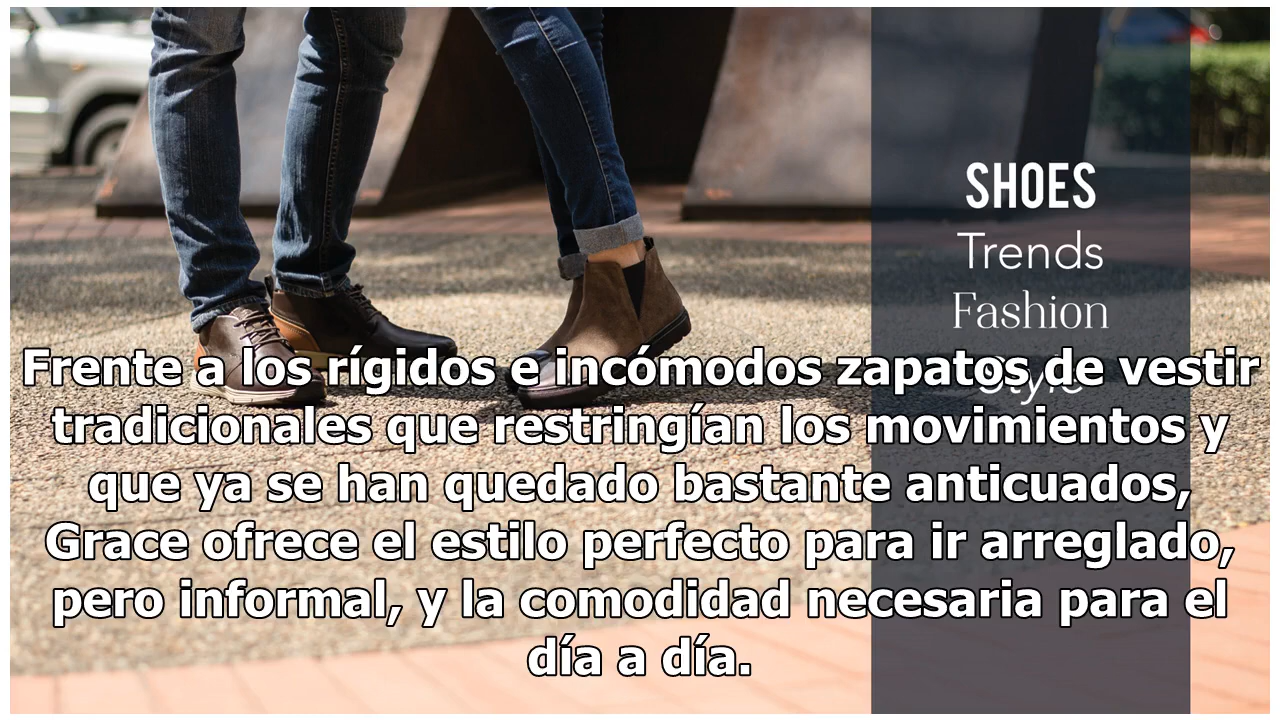 SHOES
Trends
Fashion
Style
Frente a los rígidos e incómodos zapatos de vestir
tradicionales que restringían los movimientos y
que ya se han quedado bastante anticuados,
Grace ofrece el estilo perfecto para ir arreglado,
pero informal, y la comodidad necesaria para el
día a día.